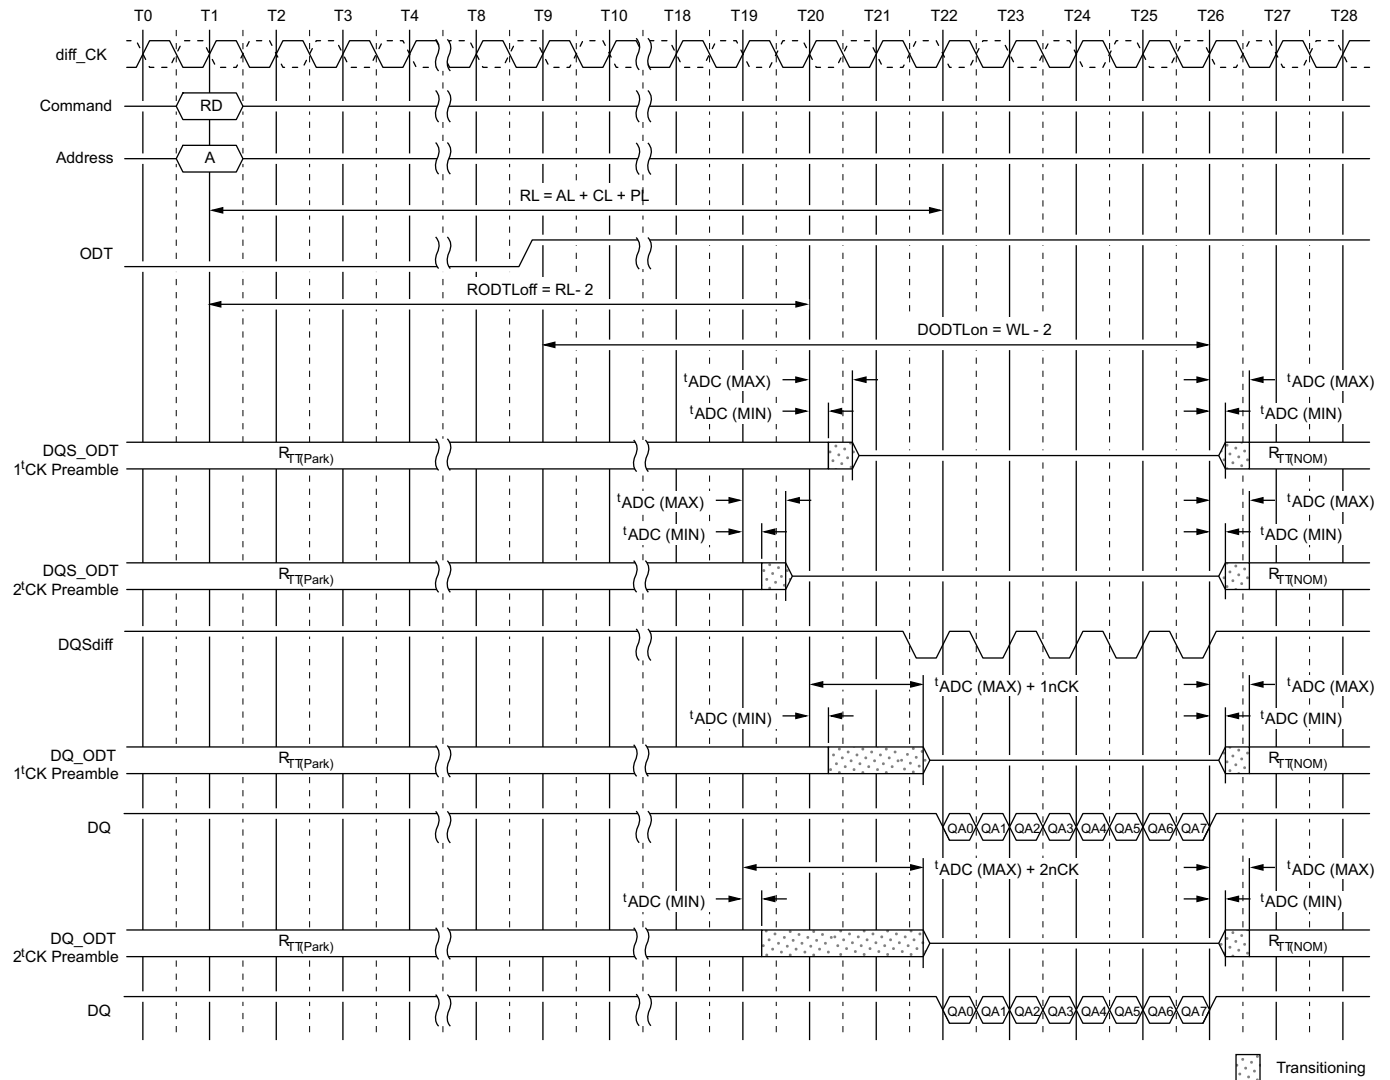 T0 T1 T2 T3 T4 T8 T9 T10 T18 T19 T20 T21 T22 T23 T24 T25 T26 T27 T28
diff_CK
Command RD
Address A
RL = AL + CL + PL
ODT
RODTLoff = RL- 2
DODTLon = WL - 2
tADC (MAX) tADC (MAX)
tADC (MIN) tADC (MIN)
DQS_ODT
1tCK Preamble RTT(Park) RTT(NOM)
tADC (MAX) tADC (MAX)
tADC (MIN) tADC (MIN)
DQS_ODT
2tCK Preamble RTT(Park) RTT(NOM)
DQSdiff
tADC (MAX) + 1nCK tADC (MAX)
tADC (MIN) tADC (MIN)
DQ_ODT
1tCK Preamble RTT(Park) RTT(NOM)
DQ QA0 QA1 QA2 QA3 QA4 QA5 QA6 QA7
tADC (MAX) + 2nCK tADC (MAX)
tADC (MIN) tADC (MIN)
DQ_ODT
2tCK Preamble RTT(Park) RTT(NOM)
DQ QA0 QA1 QA2 QA3 QA4 QA5 QA6 QA7
Transitioning